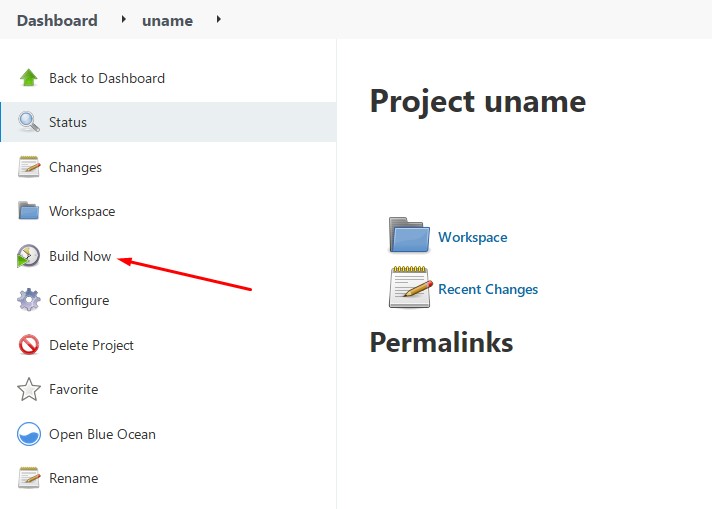 Dashboard uname
Back to Dashboard
Status
Changes
Workspace
Build Now
Configure
Delete Project
Favorite
Open Blue Ocean
Rename
Project uname
Workspace
Recent Changes
Permalinks